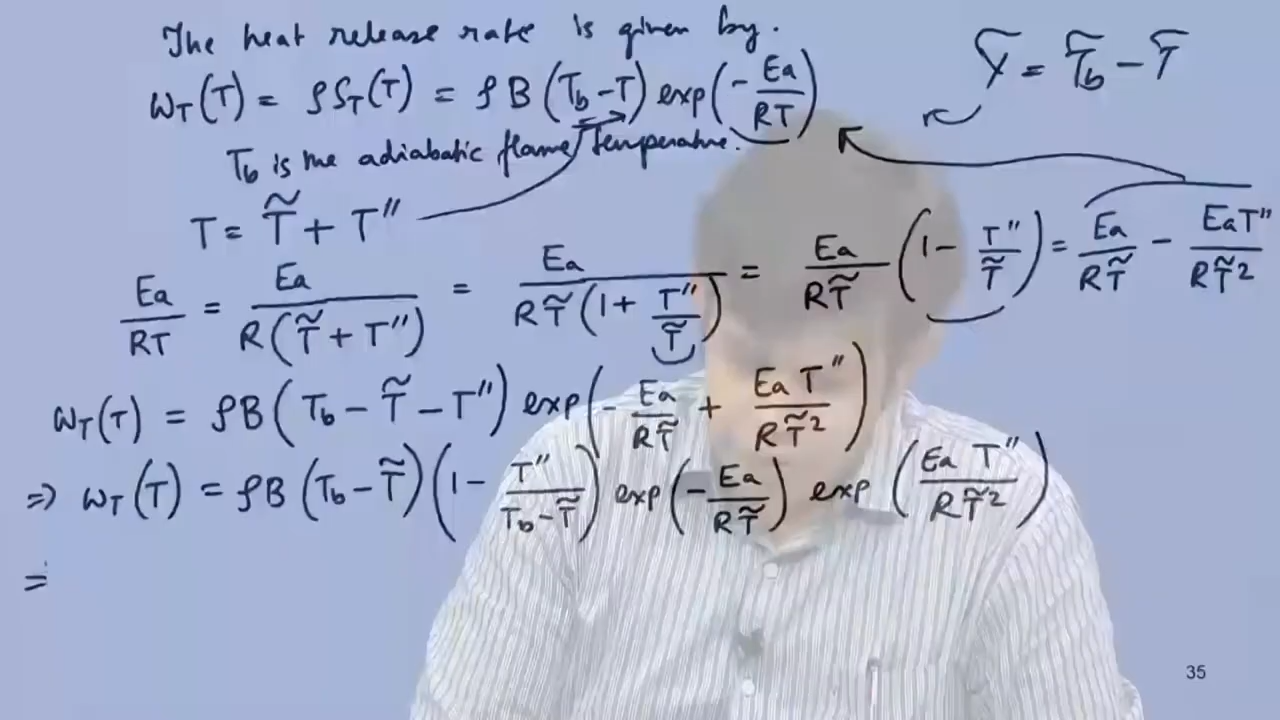 The heat release rate is given by.
ω_T(T) = ρS_T(T) = ρB(T_b − T) exp(−Ea/RT)
Ỹ = T̃_b − T̃
T_b is the adiabatic flame temperature.
T = T̃ + T″
Ea/RT = Ea/R(T̃ + T″) = Ea/RT̃(1 + T″/T̃) = Ea/RT̃ (1 − T″/T̃) = Ea/RT̃ − EaT″/RT̃²
ω_T(T) = ρB(T_b − T̃ − T″) exp(−Ea/RT̃ + Ea T″/RT̃²)
⇒ ω_T(T) = ρB(T_b − T̃)(1 − T″/T_b − T̃) exp(−Ea/RT̃) exp(Ea T″/RT̃²)
=
35